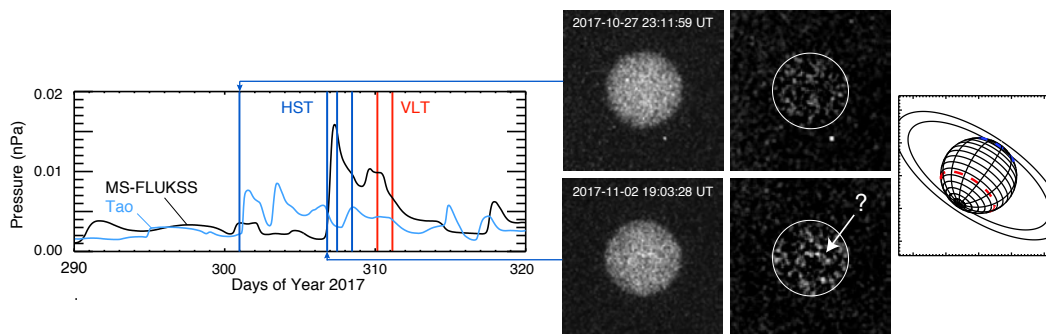 2017-10-27 23:11:59 UT
0.02
HST
VLT
Pressure (nPa)
0.01
MS-FLUKSS
Tao
2017-11-02 19:03:28 UT
?
0.00
290
300
310
320
Days of Year 2017